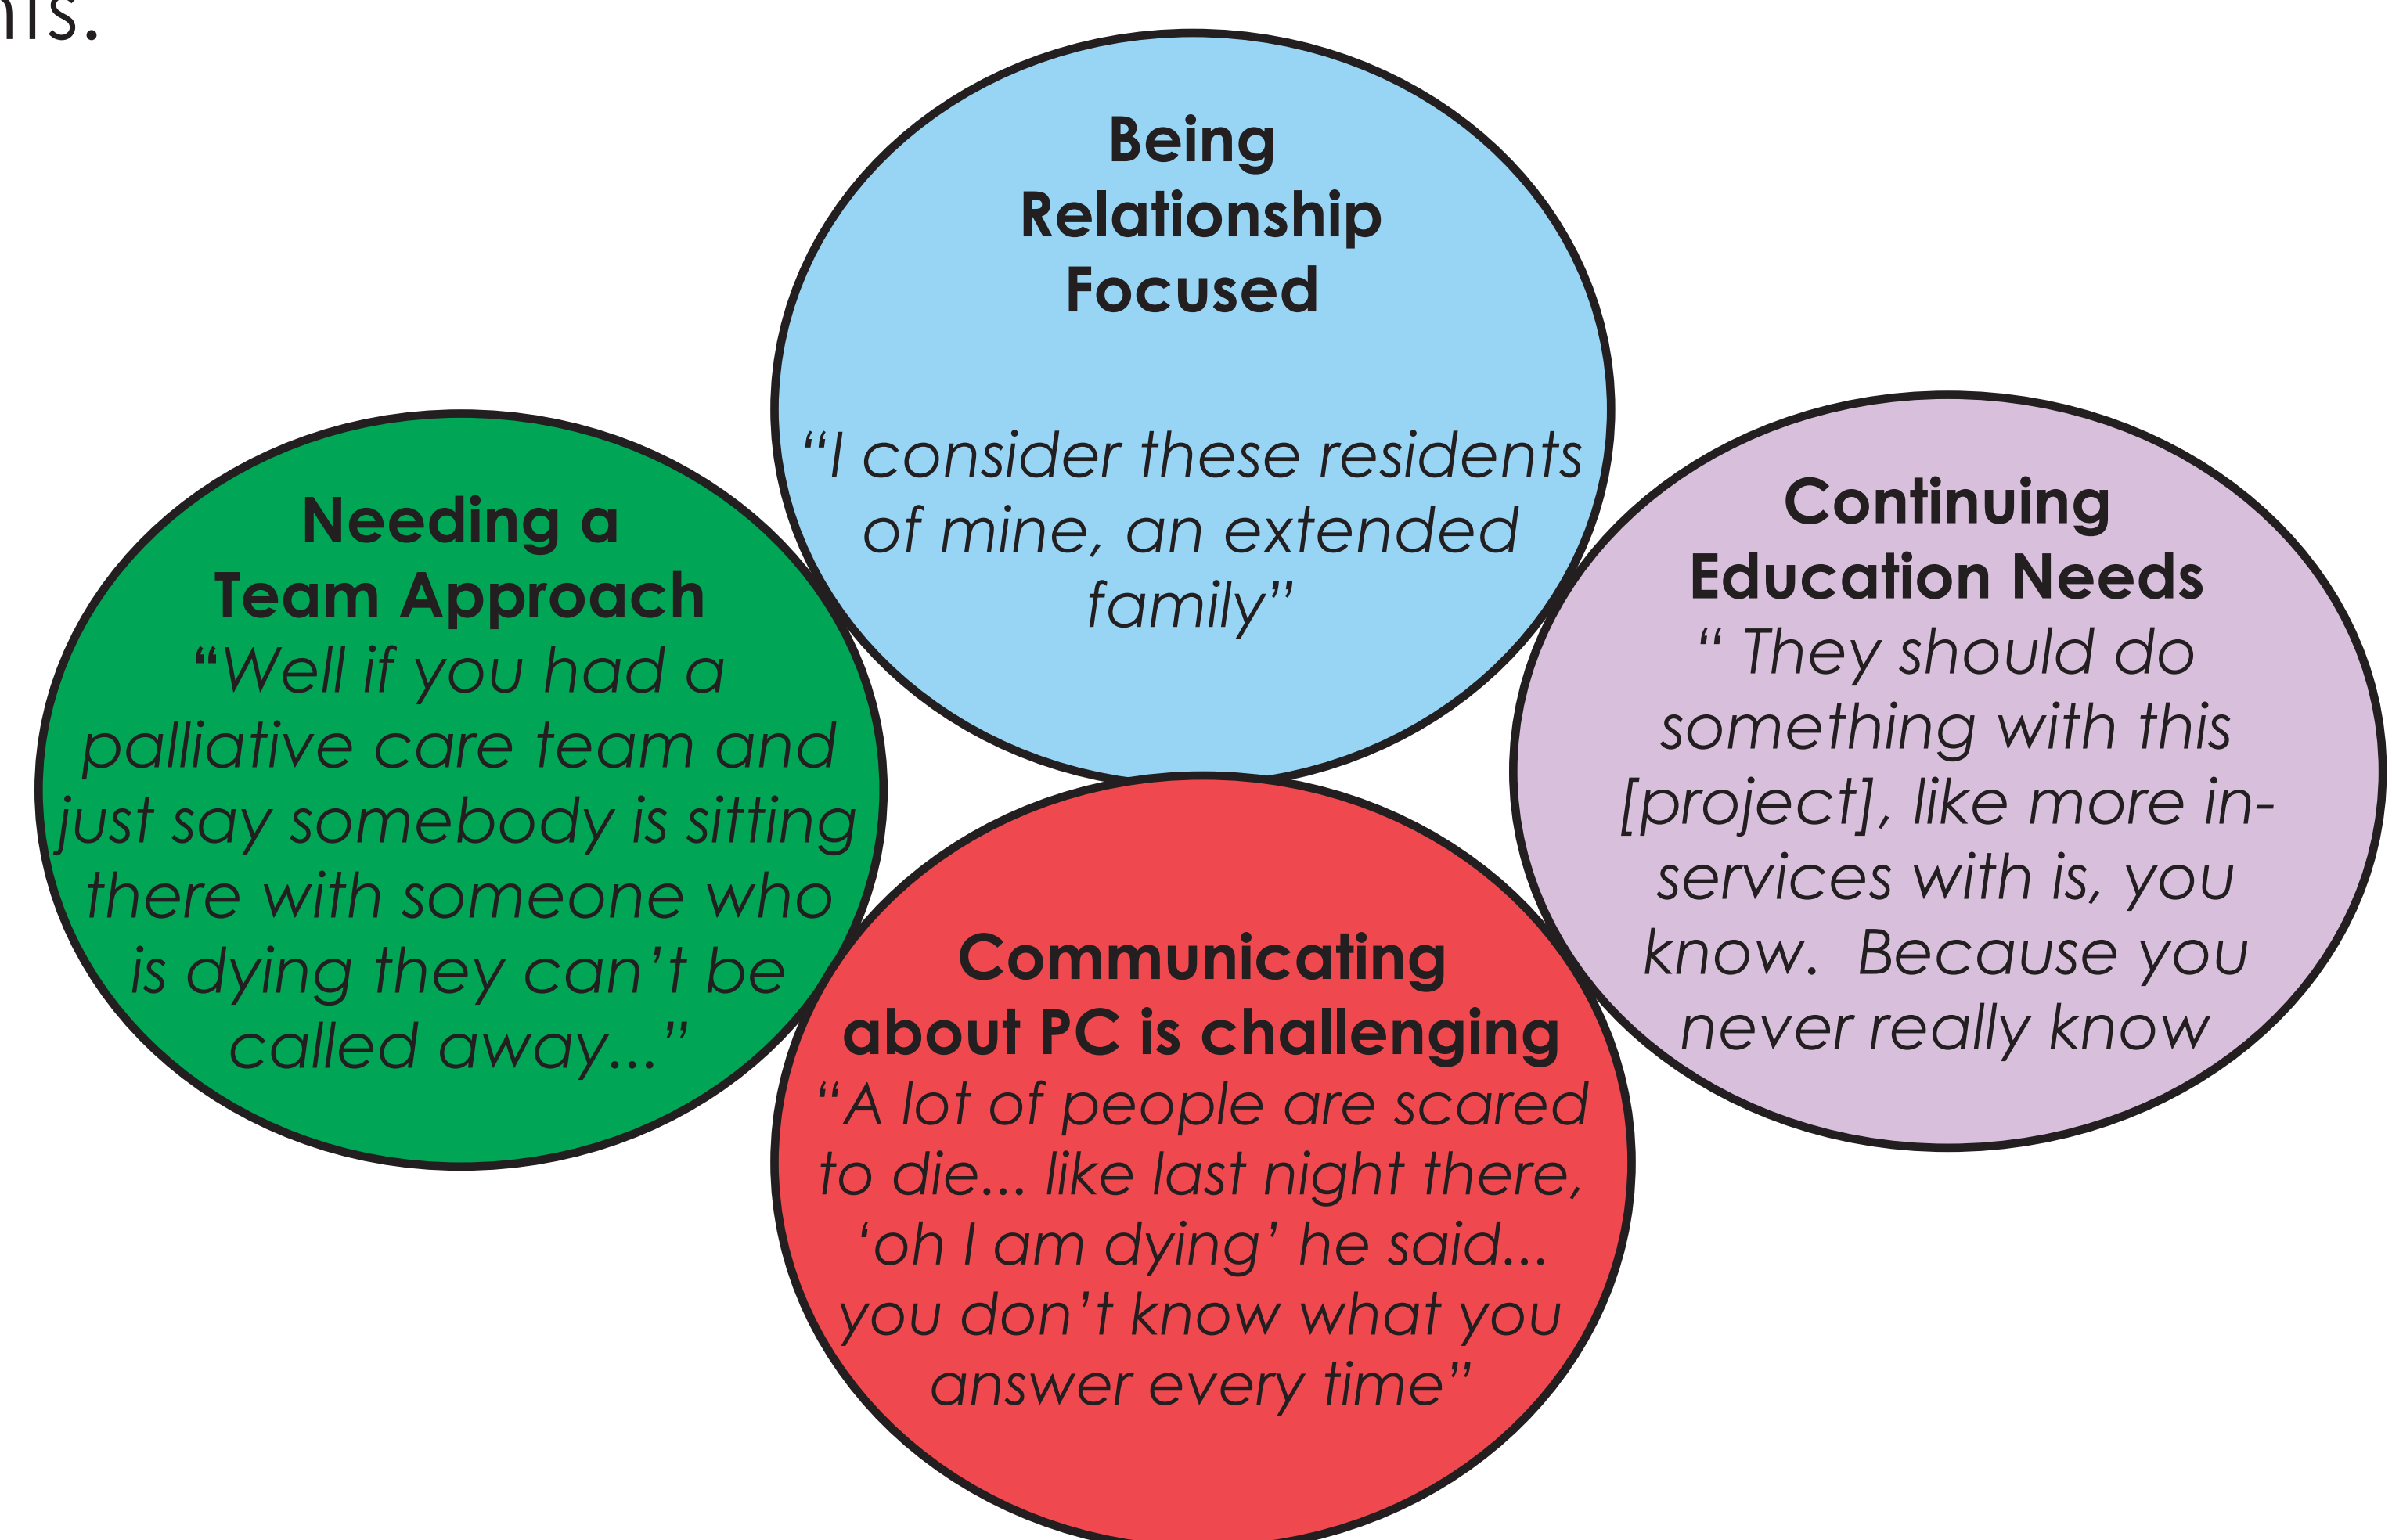 Being
Relationship
Focused
“I consider these residents
of mine, an extended
family”
Needing a
Team Approach
“Well if you had a
palliative care team and
just say somebody is sitting
there with someone who
is dying they can’t be
called away...”
Continuing
Education Needs
“ They should do
something with this
[project], like more in-
services with is, you
know. Because you
never really know
Communicating
about PC is challenging
“A lot of people are scared
to die... like last night there,
‘oh I am dying’ he said...
you don’t know what you
answer every time”